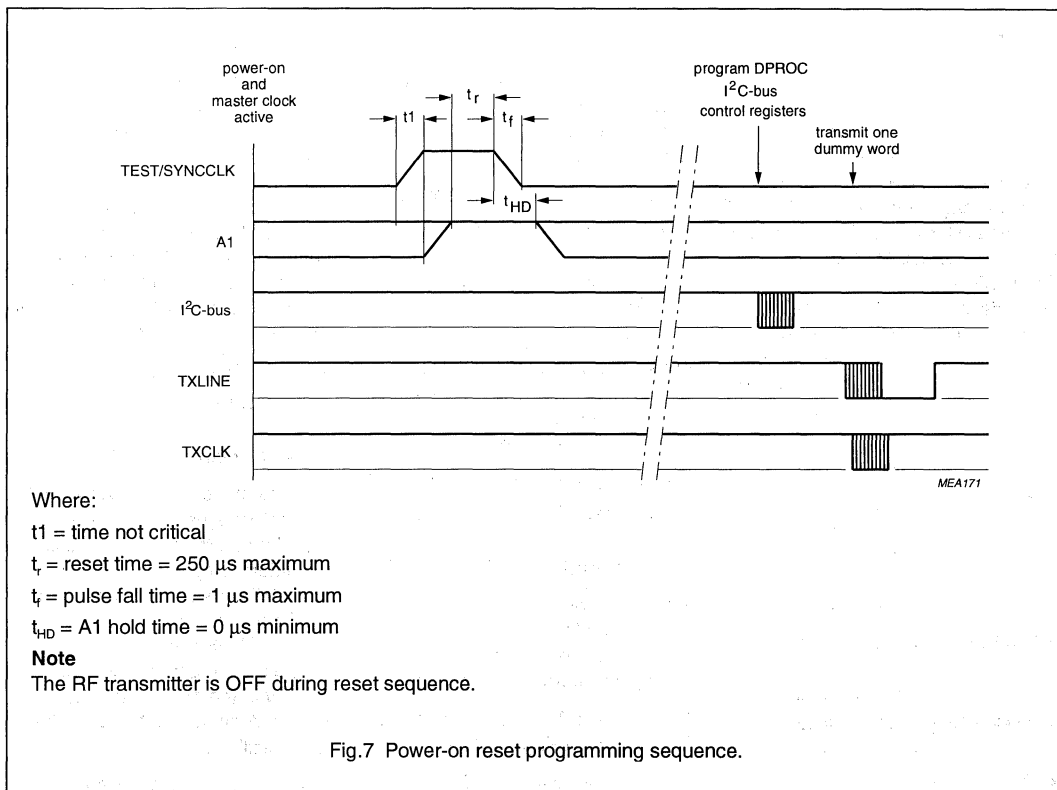 power-on
and
master clock
active
program DPROC
I²C-bus
control registers
transmit one
dummy word
t1
tr
tf
tHD
TEST/SYNCCLK
A1
I²C-bus
TXLINE
TXCLK
MEA171
Where:
t1 = time not critical
tr = reset time = 250 μs maximum
tf = pulse fall time = 1 μs maximum
tHD = A1 hold time = 0 μs minimum
Note
The RF transmitter is OFF during reset sequence.
Fig.7 Power-on reset programming sequence.